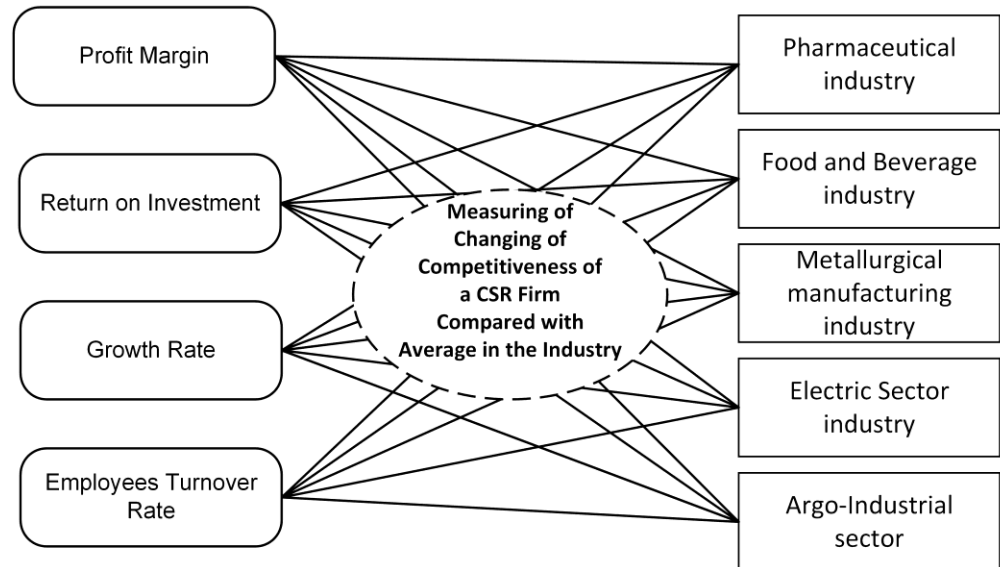 Profit Margin
Return on Investment
Growth Rate
Employees Turnover
Rate
Measuring of
Changing of
Competitiveness of
a CSR Firm
Compared with
Average in the Industry
Pharmaceutical
industry
Food and Beverage
industry
Metallurgical
manufacturing
industry
Electric Sector
industry
Argo-Industrial
sector